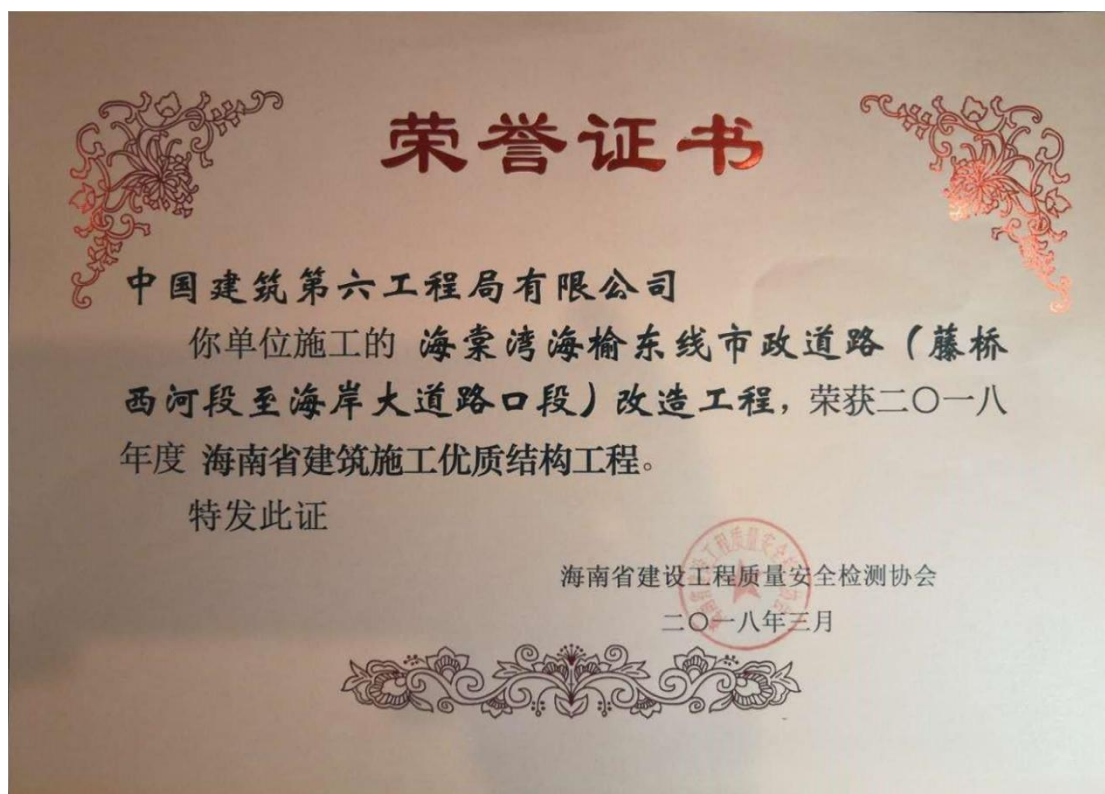 荣誉证书
中国建筑第六工程局有限公司
你单位施工的 海棠湾海榆东线市政道路（藤桥
西河段至海岸大道路口段）改造工程，荣获二〇一八
年度 海南省建筑施工优质结构工程。
特发此证
海南省建设工程质量安全检测协会
二〇一八年三月